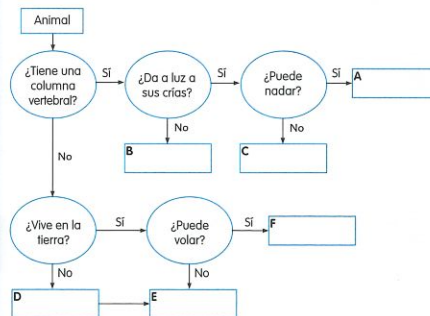 Animal
¿Tiene una
columna
vertebral?
Sí
¿Da a luz a
sus crías?
Sí
¿Puede
nadar?
Sí
A
No
No
B
C
No
¿Vive en la
tierra?
Sí
¿Puede
volar?
Sí
F
No
No
D
E